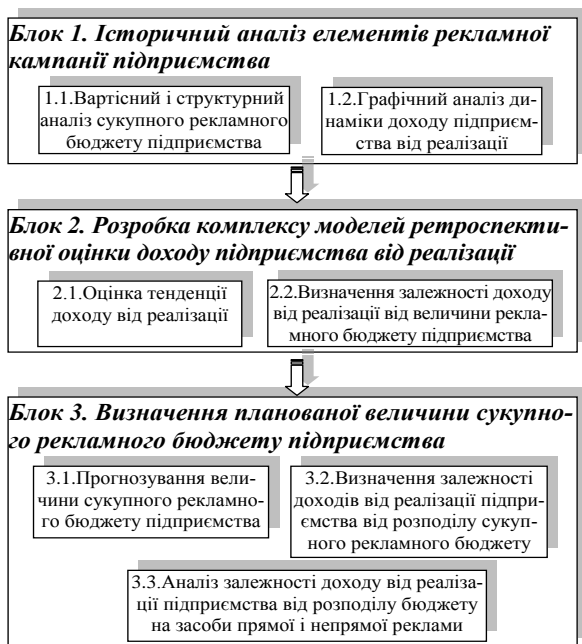 Блок 1. Історичний аналіз елементів рекламної
кампанії підприємства
1.1.Вартісний і структурний
аналіз сукупного рекламного
бюджету підприємства
1.2.Графічний аналіз ди-
наміки доходу підприєм-
ства від реалізації
Блок 2. Розробка комплексу моделей ретроспекти-
вної оцінки доходу підприємства від реалізації
2.1.Оцінка тенденції
доходу від реалізації
2.2.Визначення залежності доходу
від реалізації від величини рекла-
много бюджету підприємства
Блок 3. Визначення планованої величини сукупно-
го рекламного бюджету підприємства
3.1.Прогнозування вели-
чини сукупного рекламно-
го бюджету підприємства
3.2.Визначення залежності
доходів від реалізації підпри-
ємства від розподілу сукуп-
ного рекламного бюджету
3.3.Аналіз залежності доходу від реаліза-
ції підприємства від розподілу бюджету
на засоби прямої і непрямої реклами